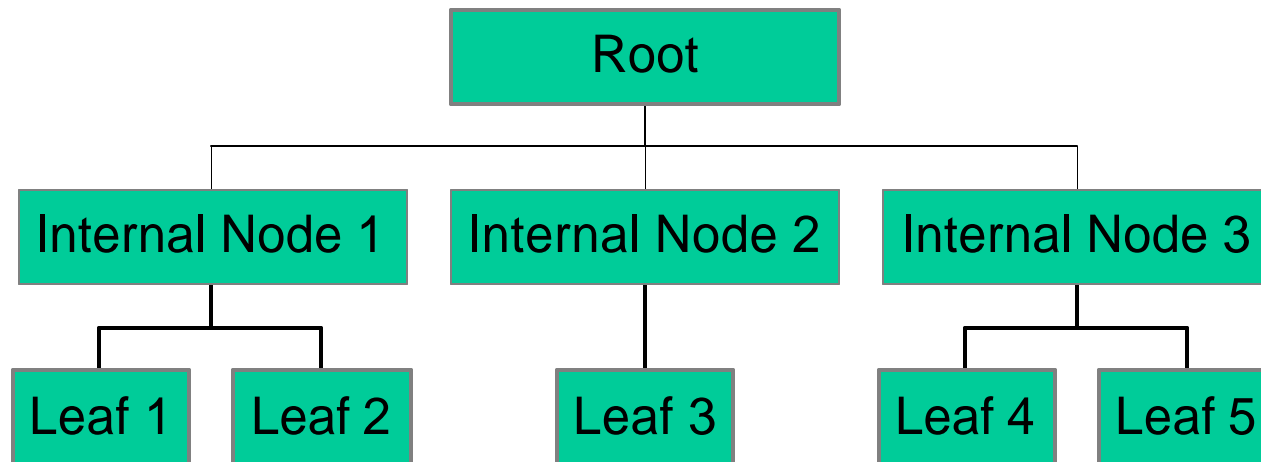 Root
Internal Node 1
Internal Node 2
Internal Node 3
Leaf 1
Leaf 2
Leaf 3
Leaf 4
Leaf 5